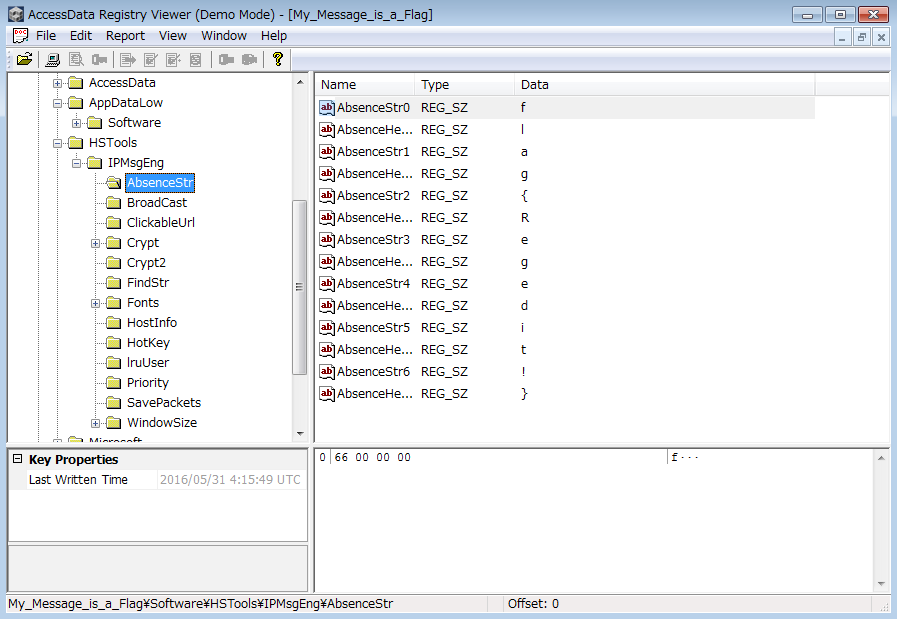 AccessData Registry Viewer (Demo Mode) - [My_Message_is_a_Flag]
File Edit Report View Window Help
AccessData
AppDataLow
Software
HSTools
IPMsgEng
AbsenceStr
BroadCast
ClickableUrl
Crypt
Crypt2
FindStr
Fonts
HostInfo
HotKey
lruUser
Priority
SavePackets
WindowSize
Microsoft
Name Type Data
AbsenceStr0 REG_SZ f
AbsenceHe... REG_SZ l
AbsenceStr1 REG_SZ a
AbsenceHe... REG_SZ g
AbsenceStr2 REG_SZ {
AbsenceHe... REG_SZ R
AbsenceStr3 REG_SZ e
AbsenceHe... REG_SZ g
AbsenceStr4 REG_SZ e
AbsenceHe... REG_SZ d
AbsenceStr5 REG_SZ i
AbsenceHe... REG_SZ t
AbsenceStr6 REG_SZ !
AbsenceHe... REG_SZ }
Key Properties
Last Written Time 2016/05/31 4:15:49 UTC
0 66 00 00 00 f···
My_Message_is_a_Flag¥Software¥HSTools¥IPMsgEng¥AbsenceStr Offset: 0